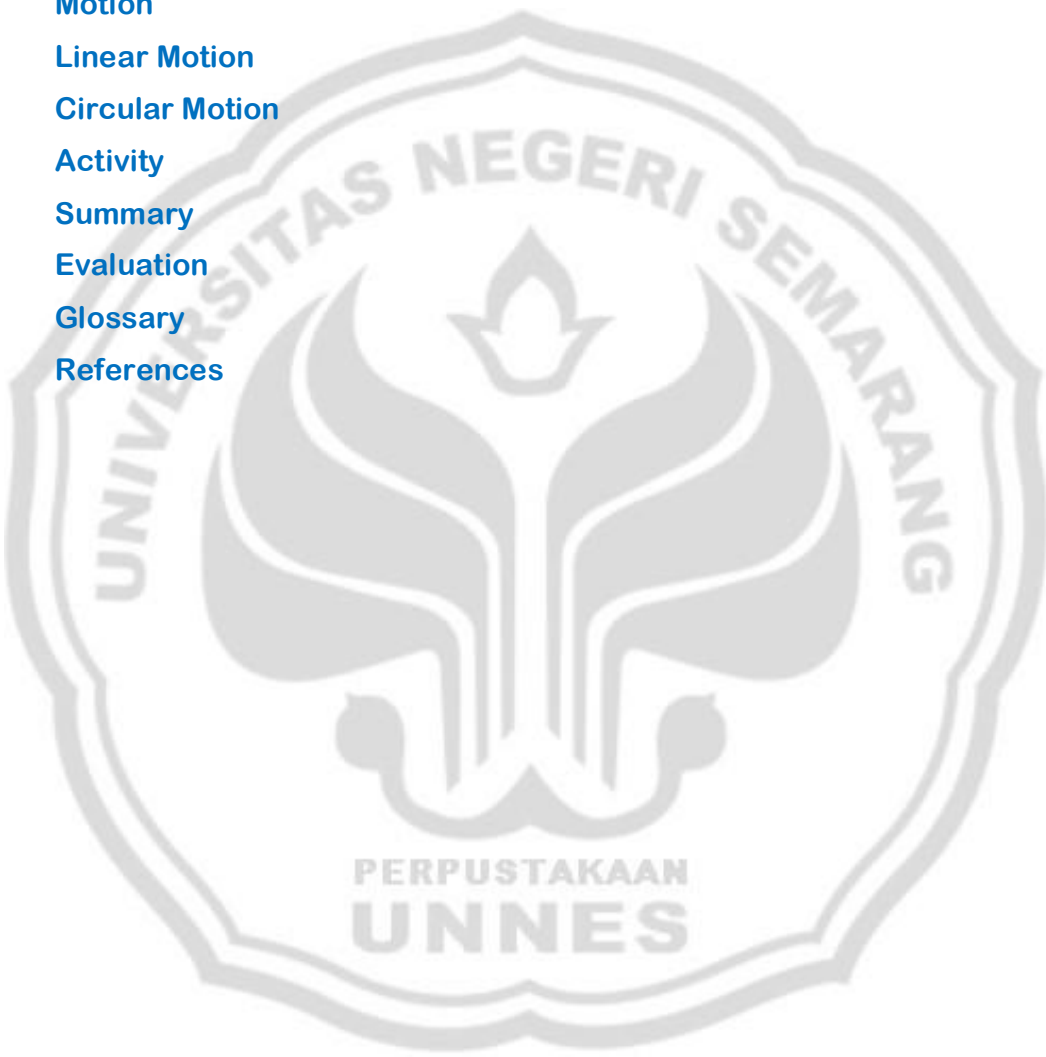 Motion
Linear Motion
Circular Motion
Activity
Summary
Evaluation
Glossary
References
UNIVERSITAS NEGERI SEMARANG
PERPUSTAKAAN
UNNES